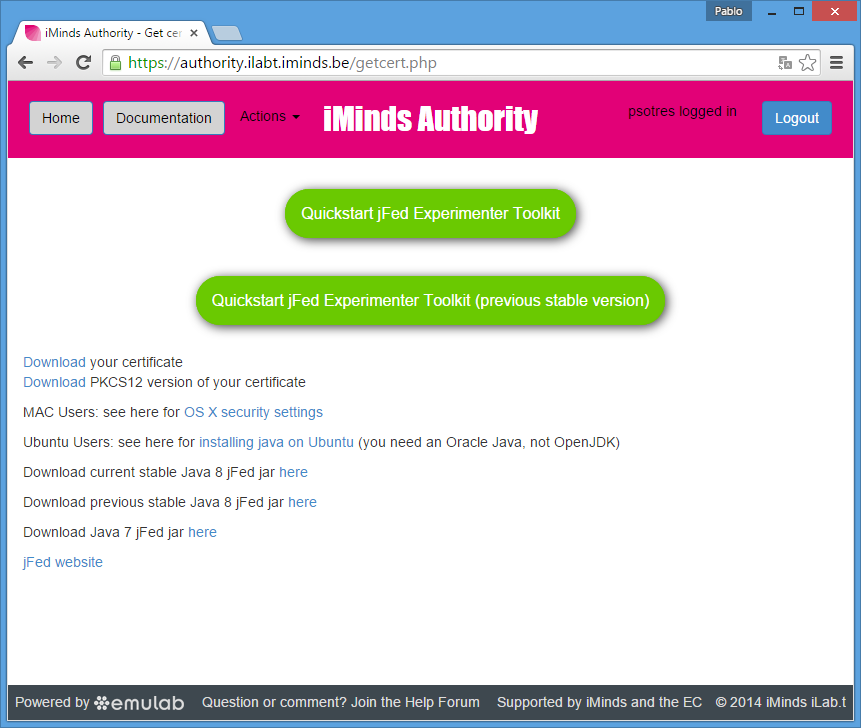 Pablo
iMinds Authority - Get cer
https://authority.ilabt.iminds.be/getcert.php
Home
Documentation
Actions
iMinds Authority
psotres logged in
Logout
Quickstart jFed Experimenter Toolkit
Quickstart jFed Experimenter Toolkit (previous stable version)
Download your certificate
Download PKCS12 version of your certificate
MAC Users: see here for OS X security settings
Ubuntu Users: see here for installing java on Ubuntu (you need an Oracle Java, not OpenJDK)
Download current stable Java 8 jFed jar here
Download previous stable Java 8 jFed jar here
Download Java 7 jFed jar here
jFed website
Powered by emulab
Question or comment? Join the Help Forum
Supported by iMinds and the EC
© 2014 iMinds iLab.t